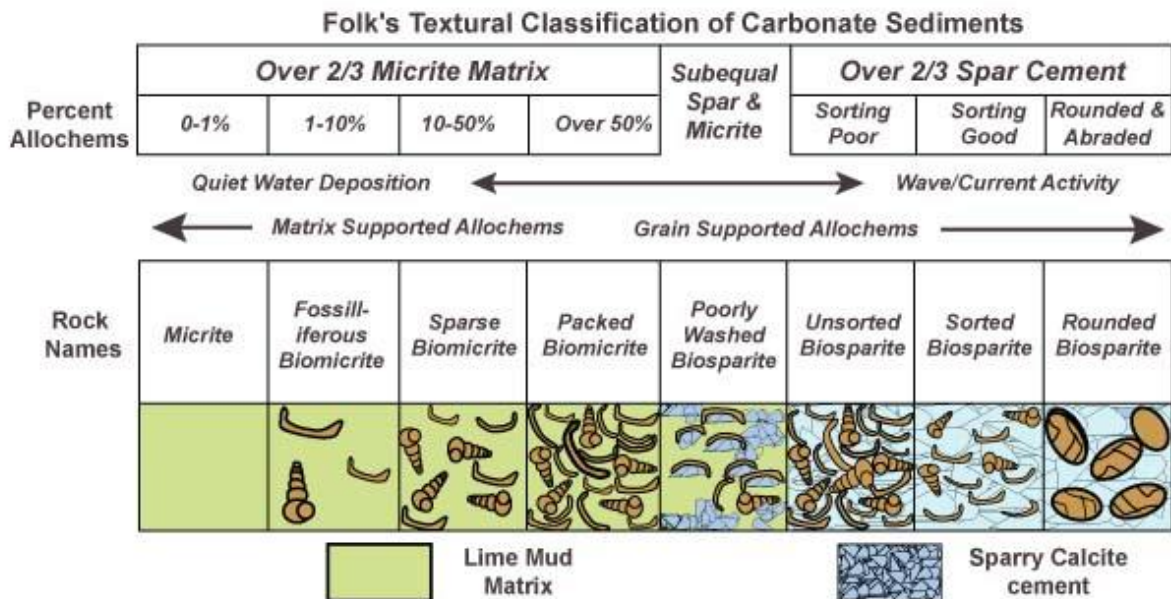 Folk's Textural Classification of Carbonate Sediments
Over 2/3 Micrite Matrix
Subequal
Spar &
Micrite
Over 2/3 Spar Cement
Percent
Allochems
0-1%
1-10%
10-50%
Over 50%
Sorting
Poor
Sorting
Good
Rounded &
Abraded
Quiet Water Deposition
Wave/Current Activity
Matrix Supported Allochems
Grain Supported Allochems
Rock
Names
Micrite
Fossill-
iferous
Biomicrite
Sparse
Biomicrite
Packed
Biomicrite
Poorly
Washed
Biosparite
Unsorted
Biosparite
Sorted
Biosparite
Rounded
Biosparite
Lime Mud
Matrix
Sparry Calcite
cement